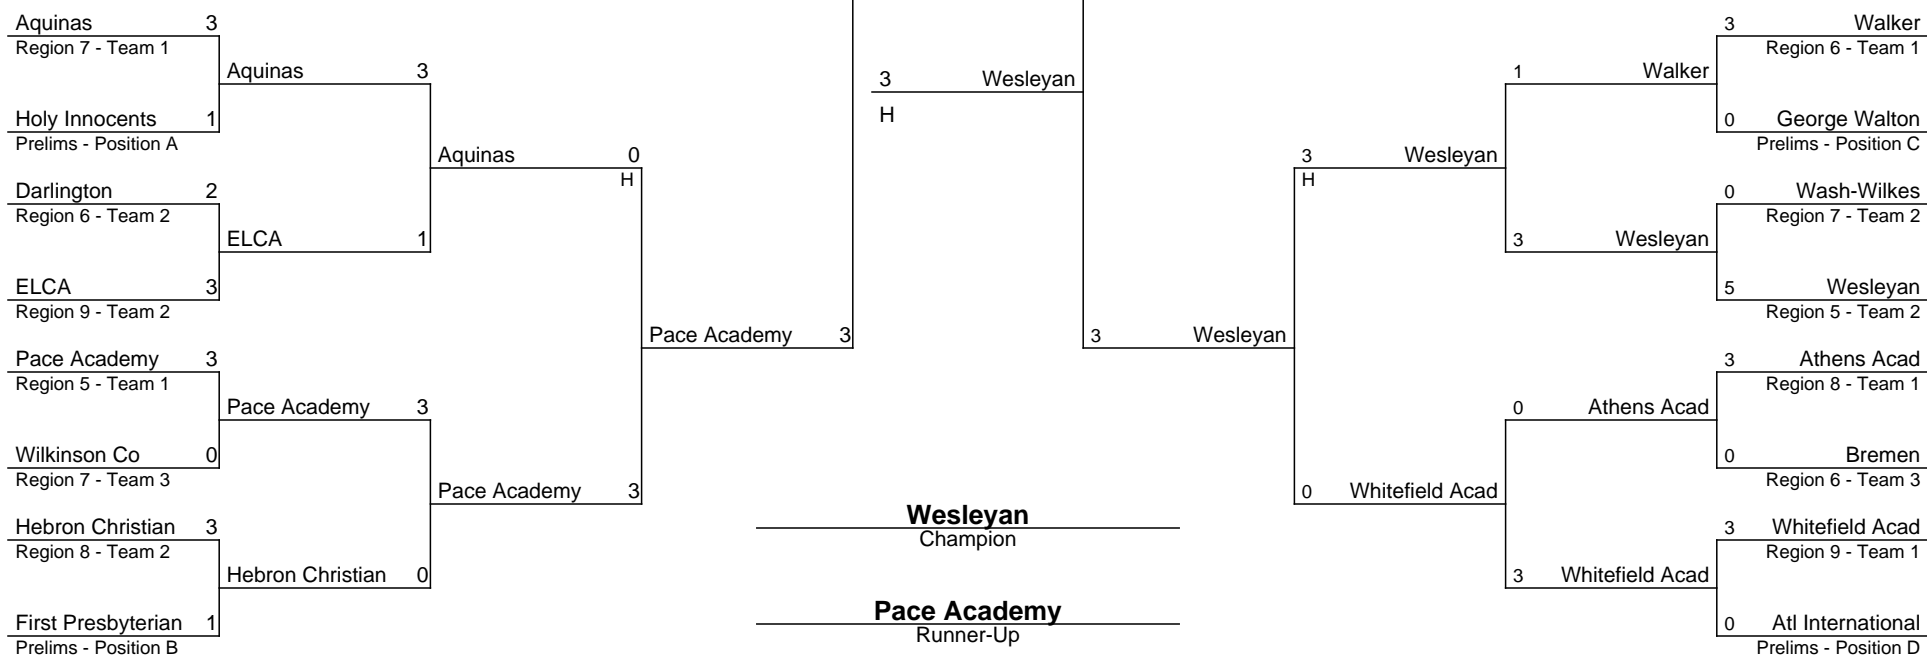 Aquinas 3
Region 7 - Team 1
Holy Innocents 1
Prelims - Position A
Darlington 2
Region 6 - Team 2
ELCA 3
Region 9 - Team 2
Pace Academy 3
Region 5 - Team 1
Wilkinson Co 0
Region 7 - Team 3
Hebron Christian 3
Region 8 - Team 2
First Presbyterian 1
Prelims - Position B
Aquinas 3
ELCA 1
Pace Academy 3
Hebron Christian 0
Aquinas 0
H
Pace Academy 3
Pace Academy 3
3 Wesleyan
H
Wesleyan
Champion
Pace Academy
Runner-Up
3 Wesleyan
3 Wesleyan
H
0 Whitefield Acad
1 Walker
3 Wesleyan
0 Athens Acad
3 Whitefield Acad
3 Walker
Region 6 - Team 1
0 George Walton
Prelims - Position C
0 Wash-Wilkes
Region 7 - Team 2
5 Wesleyan
Region 5 - Team 2
3 Athens Acad
Region 8 - Team 1
0 Bremen
Region 6 - Team 3
3 Whitefield Acad
Region 9 - Team 1
0 Atl International
Prelims - Position D